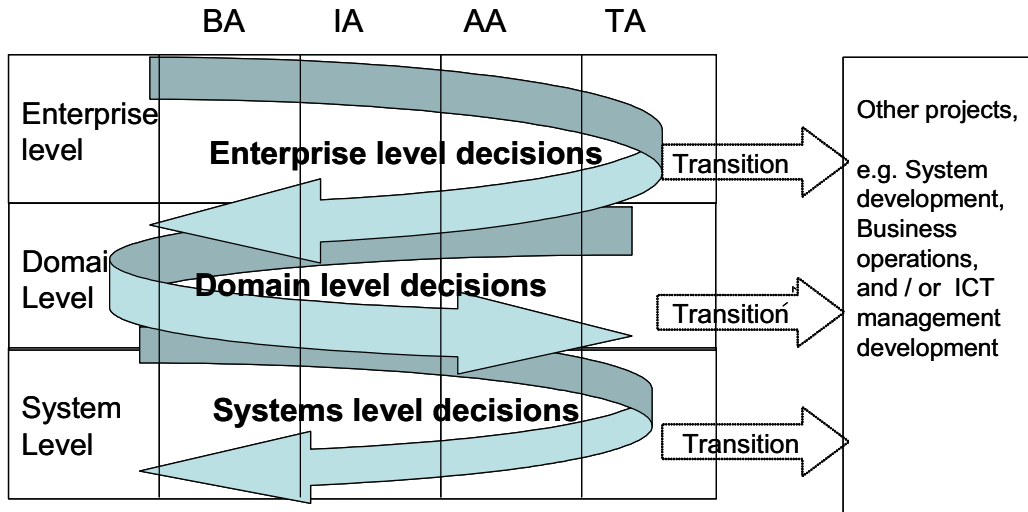 BA IA AA TA
Enterprise
level
Enterprise level decisions
Transition
Domai
Level
Domain level decisions
Transition
System
Level
Systems level decisions
Transition
Other projects,
e.g. System
development,
Business
operations,
and / or ICT
management
development